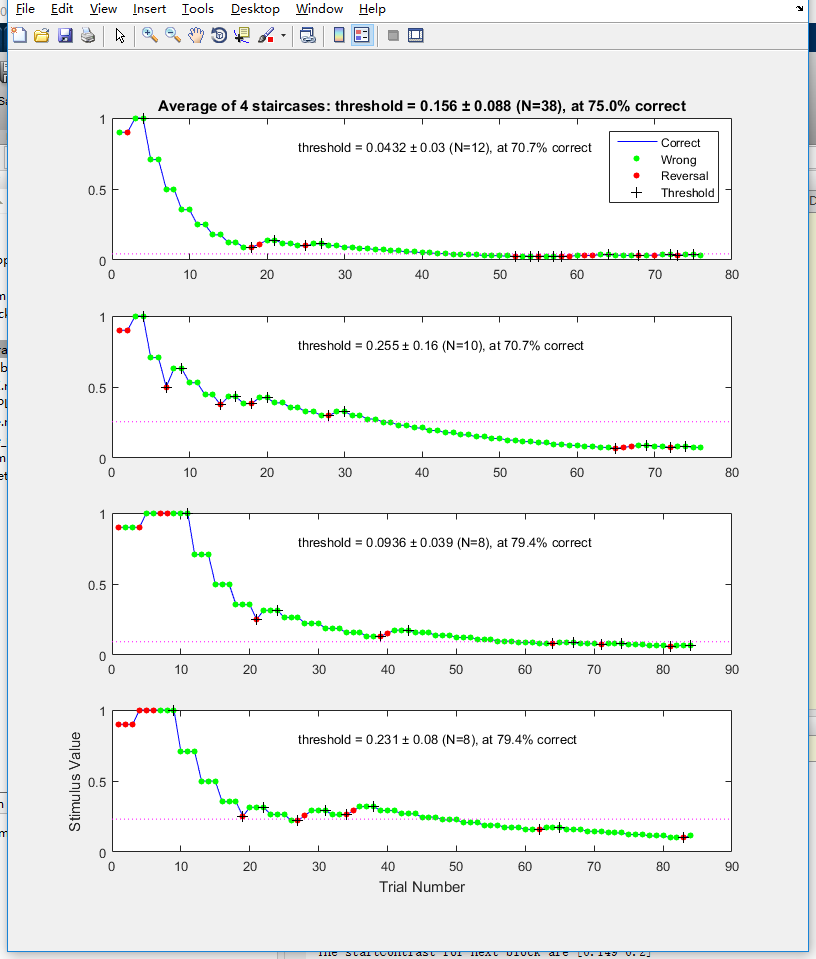 File Edit View Insert Tools Desktop Window Help
Average of 4 staircases: threshold = 0.156 ± 0.088 (N=38), at 75.0% correct
threshold = 0.0432 ± 0.03 (N=12), at 70.7% correct
Correct
Wrong
Reversal
Threshold
1
0.5
0
0 10 20 30 40 50 60 70 80
threshold = 0.255 ± 0.16 (N=10), at 70.7% correct
1
0.5
0
0 10 20 30 40 50 60 70 80
threshold = 0.0936 ± 0.039 (N=8), at 79.4% correct
1
0.5
0
0 10 20 30 40 50 60 70 80 90
threshold = 0.231 ± 0.08 (N=8), at 79.4% correct
Stimulus Value
1
0.5
0
0 10 20 30 40 50 60 70 80 90
Trial Number
The startContrast for next block are [0.149 0.2]